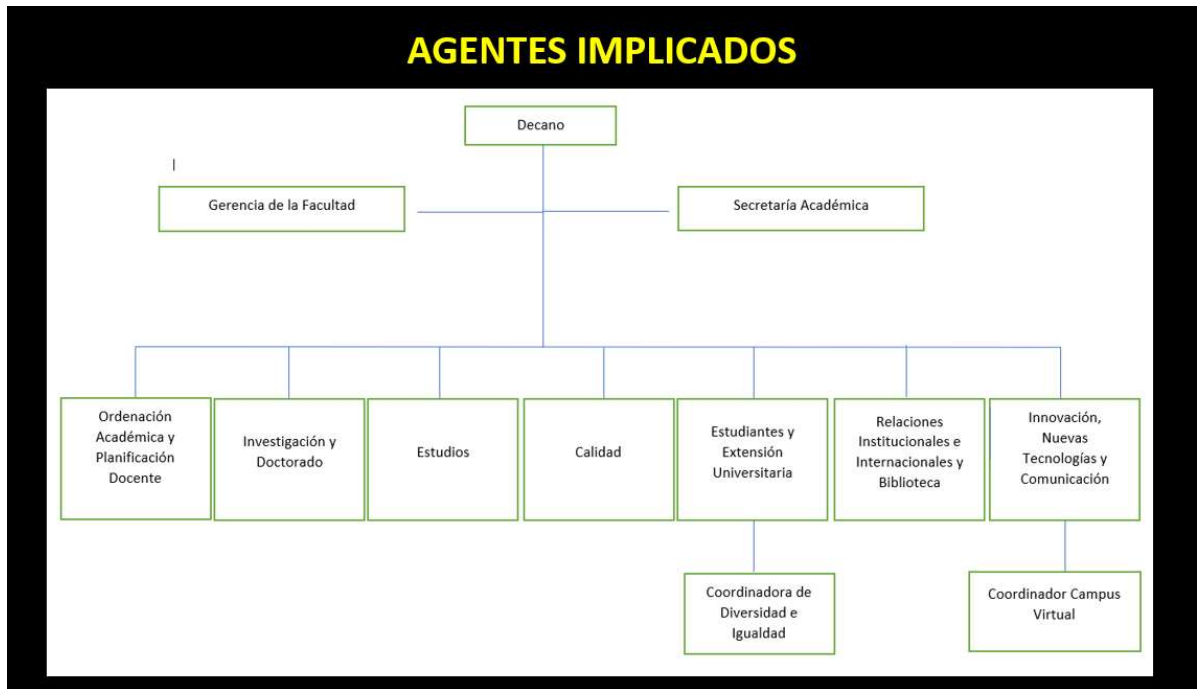 AGENTES IMPLICADOS
Decano
Gerencia de la Facultad
Secretaría Académica
Ordenación
Académica y
Planificación
Docente
Investigación y
Doctorado
Estudios
Calidad
Estudiantes y
Extensión
Universitaria
Relaciones
Institucionales e
Internacionales y
Biblioteca
Innovación,
Nuevas
Tecnologías y
Comunicación
Coordinadora de
Diversidad e
Igualdad
Coordinador Campus
Virtual